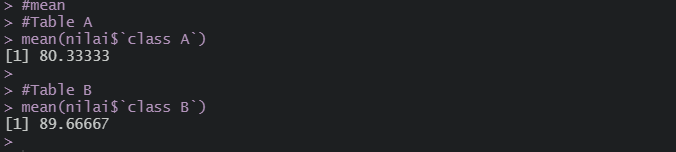 > #mean
> #Table A
> mean(nilai$`class A`)
[1] 80.33333
>
> #Table B
> mean(nilai$`class B`)
[1] 89.66667
>